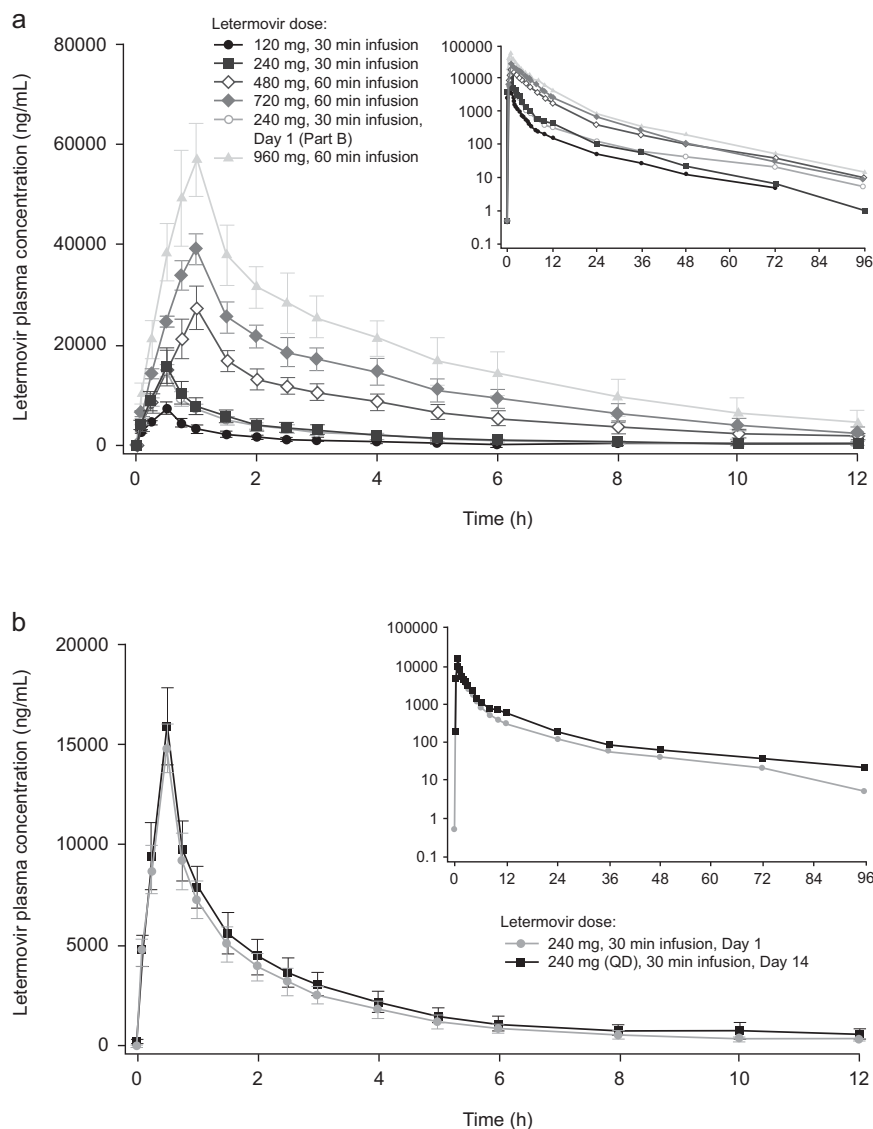 a
Letermovir plasma concentration (ng/mL)
80000
60000
40000
20000
0
0 2 4 6 8 10 12
Time (h)
Letermovir dose:
120 mg, 30 min infusion
240 mg, 30 min infusion
480 mg, 60 min infusion
720 mg, 60 min infusion
240 mg, 30 min infusion,
Day 1 (Part B)
960 mg, 60 min infusion
100000
10000
1000
100
10
1
0.1
0 12 24 36 48 60 72 84 96
b
Letermovir plasma concentration (ng/mL)
20000
15000
10000
5000
0
0 2 4 6 8 10 12
Time (h)
100000
10000
1000
100
10
1
0.1
0 12 24 36 48 60 72 84 96
Letermovir dose:
240 mg, 30 min infusion, Day 1
240 mg (QD), 30 min infusion, Day 14